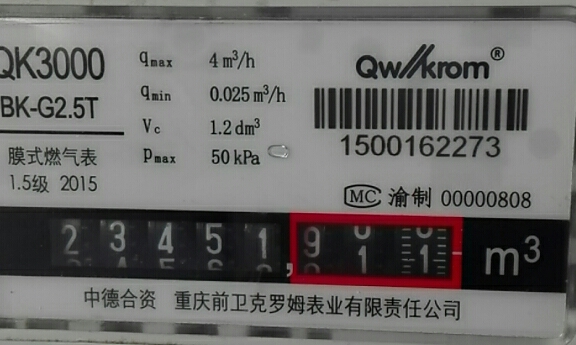 QK3000
BK-G2.5T
膜式燃气表
1.5级 2015
qmax 4 m³/h
qmin 0.025 m³/h
Vc 1.2 dm³
Pmax 50 kPa
Qw//krom®
1500162273
MC 渝制 00000808
23451,911 m³
中德合资 重庆前卫克罗姆表业有限责任公司